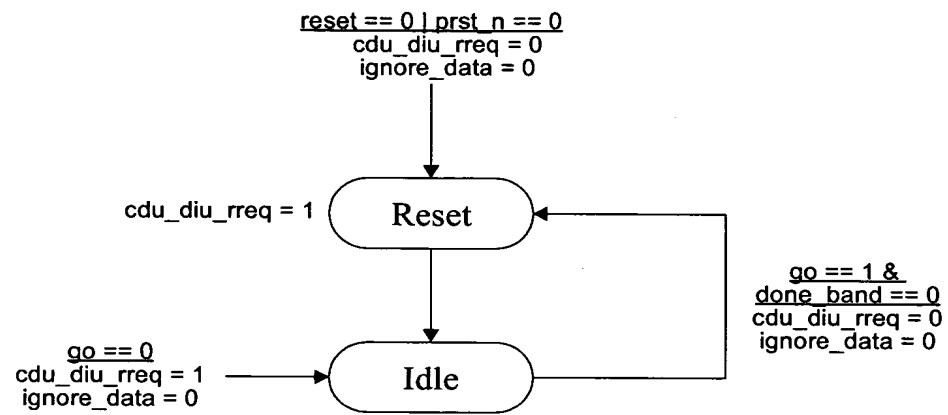 reset == 0 | prst_n == 0
cdu_diu_rreq = 0
ignore_data = 0
cdu_diu_rreq = 1
Reset
go == 1 &
done_band == 0
cdu_diu_rreq = 0
ignore_data = 0
go == 0
cdu_diu_rreq = 1
ignore_data = 0
Idle